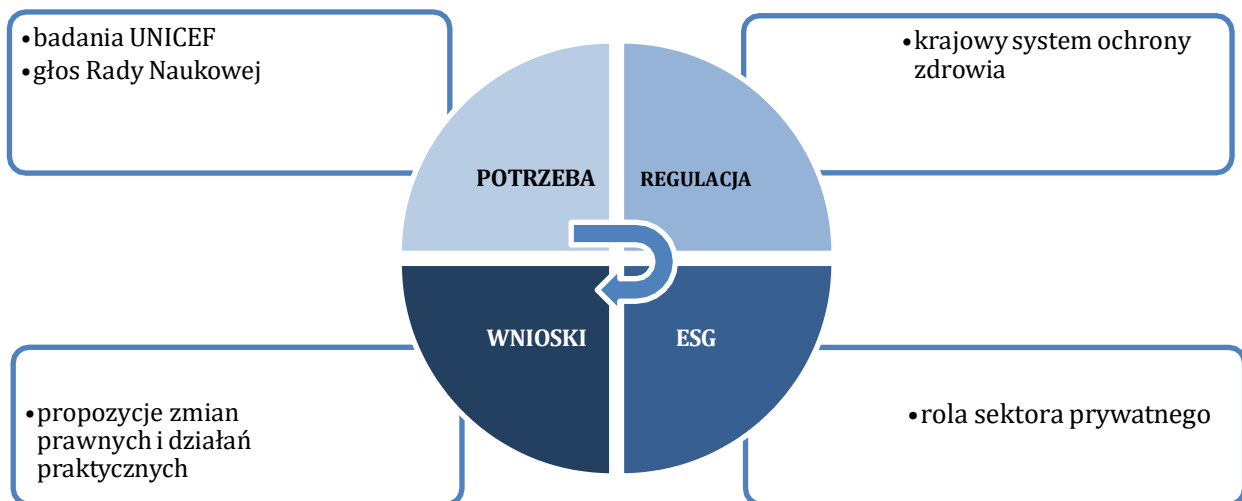 •badania UNICEF
•głos Rady Naukowej
•krajowy system ochrony
zdrowia
POTRZEBA
REGULACJA
WNIOSKI
ESG
•propozycje zmian
prawnych i działań
praktycznych
•rola sektora prywatnego